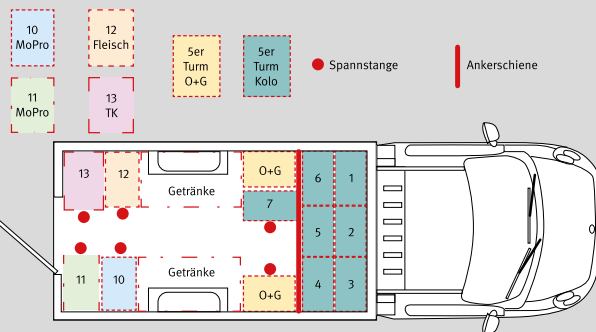 10
MoPro
12
Fleisch
5er
Turm
O+G
5er
Turm
Kolo
Spannstange
Ankerschiene
11
MoPro
13
TK
13
12
Getränke
O+G
6
1
7
5
2
11
10
Getränke
O+G
4
3